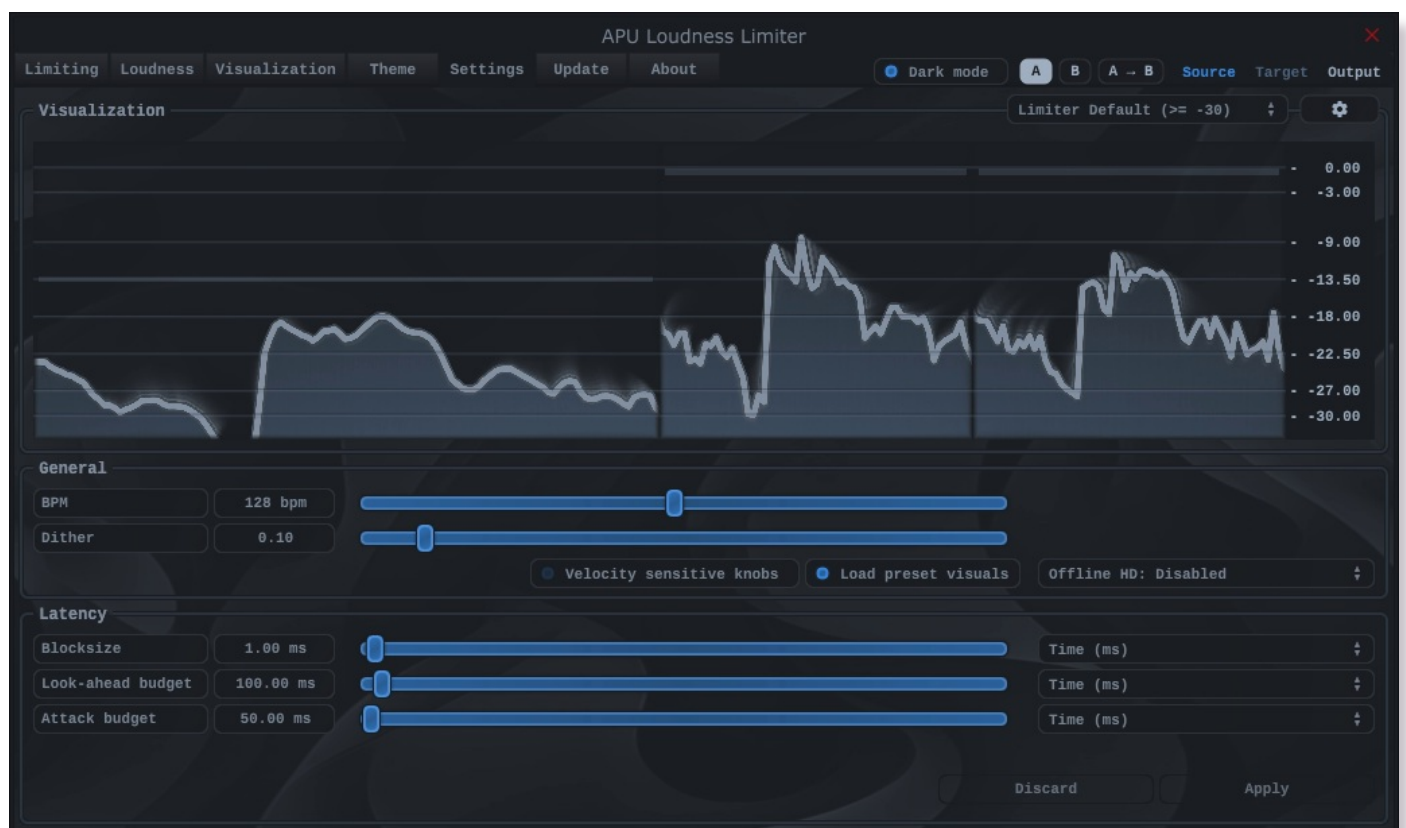 APU Loudness Limiter
Limiting Loudness Visualization Theme Settings Update About Dark mode A B A → B Source Target Output
Visualization Limiter Default (>= -30)
- 0.00
- -3.00
- -9.00
- -13.50
- -18.00
- -22.50
- -27.00
- -30.00
General
BPM 128 bpm
Dither 0.10
Velocity sensitive knobs Load preset visuals Offline HD: Disabled
Latency
Blocksize 1.00 ms Time (ms)
Look-ahead budget 100.00 ms Time (ms)
Attack budget 50.00 ms Time (ms)
Discard Apply